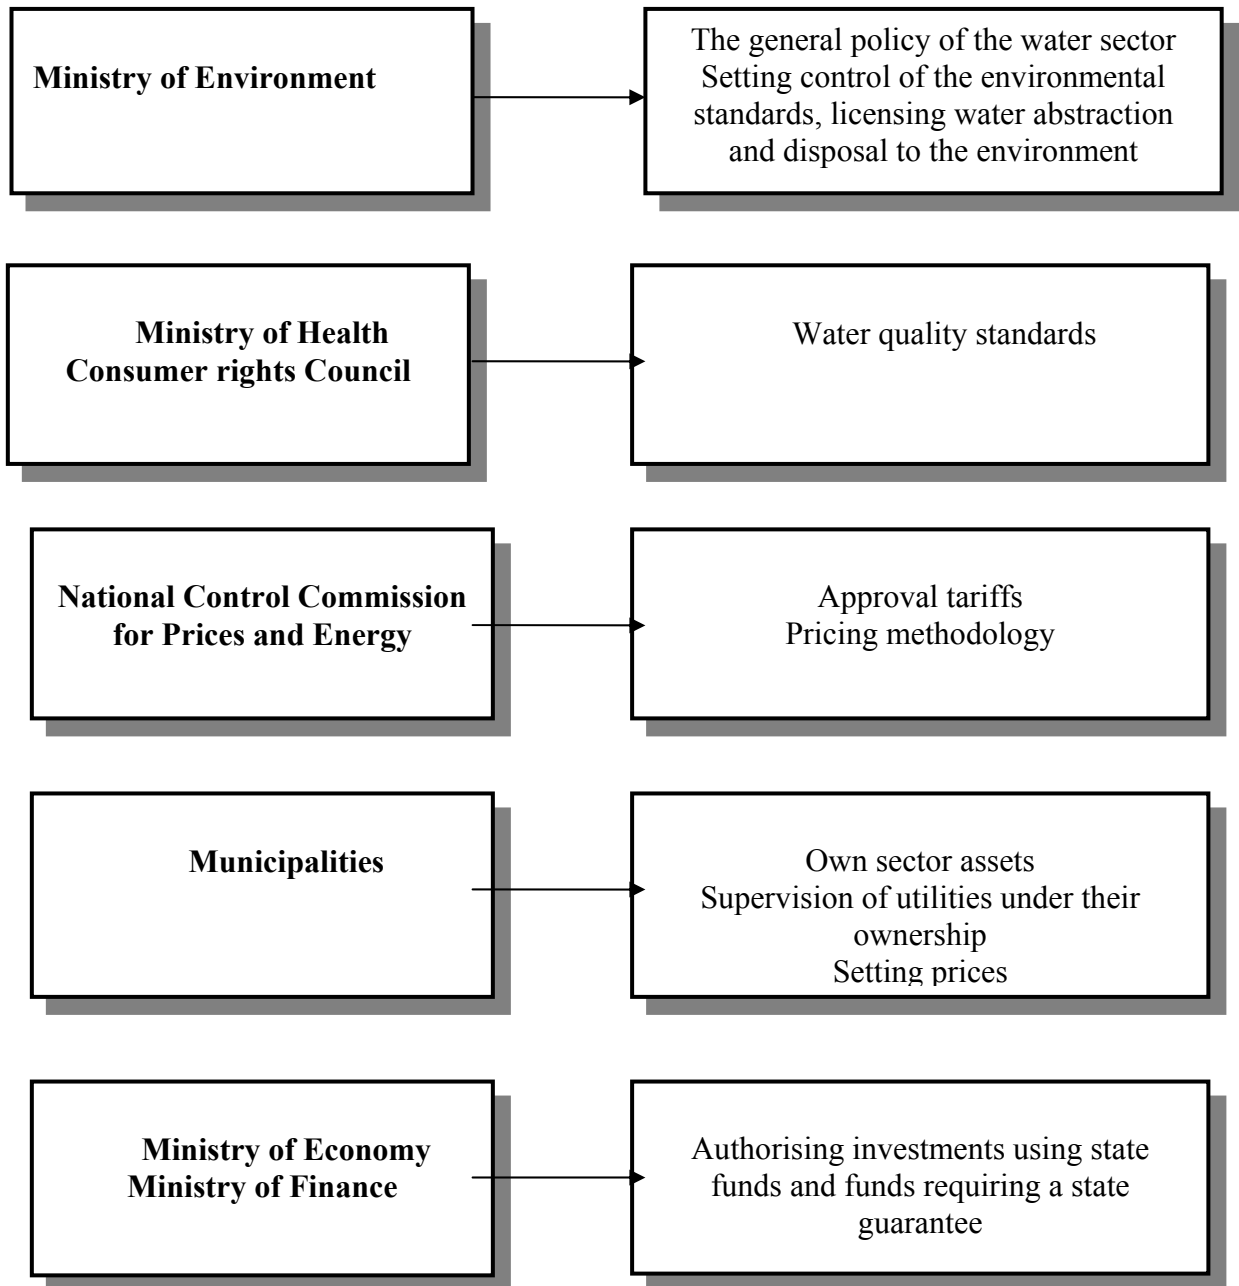 Ministry of Environment
The general policy of the water sector
Setting control of the environmental
standards, licensing water abstraction
and disposal to the environment
Ministry of Health
Consumer rights Council
Water quality standards
National Control Commission
for Prices and Energy
Approval tariffs
Pricing methodology
Municipalities
Own sector assets
Supervision of utilities under their
ownership
Setting prices
Ministry of Economy
Ministry of Finance
Authorising investments using state
funds and funds requiring a state
guarantee